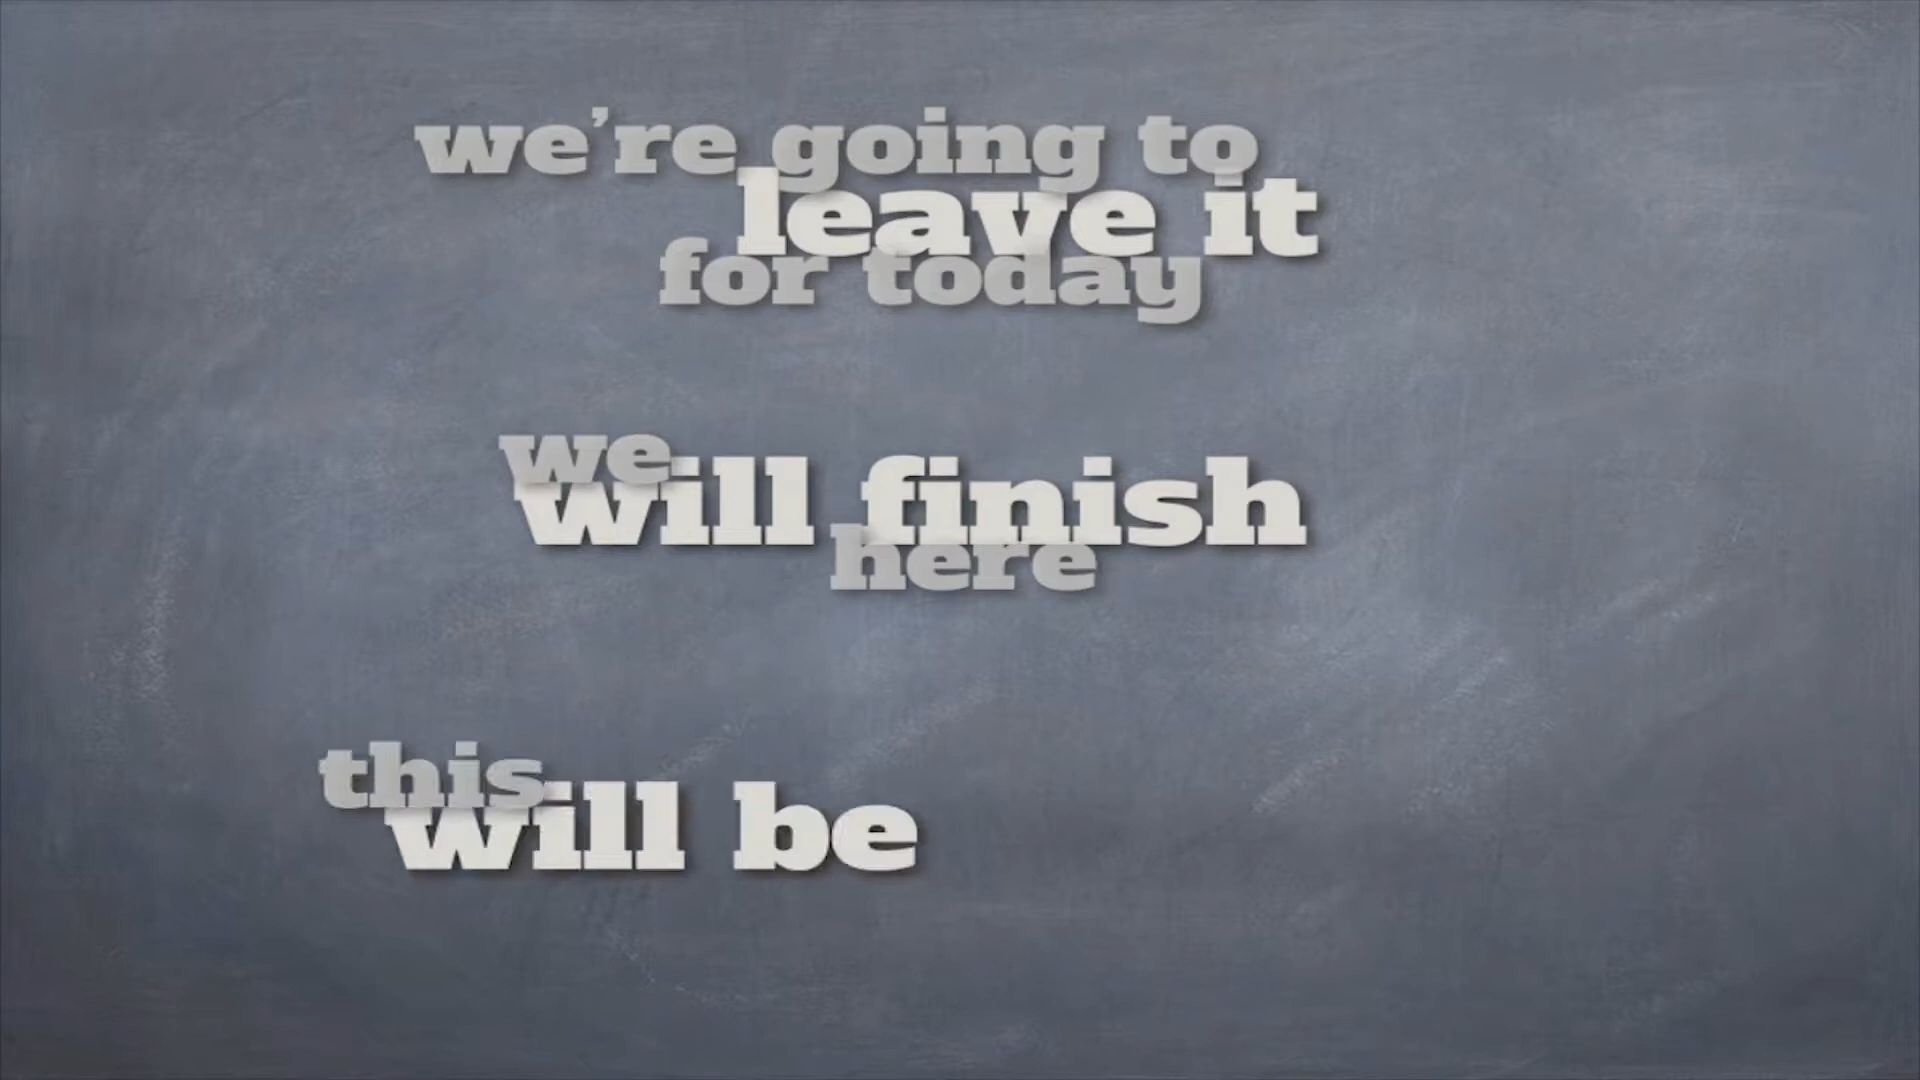 we're going to
leave it
for today
we
will finish
here
this
will be